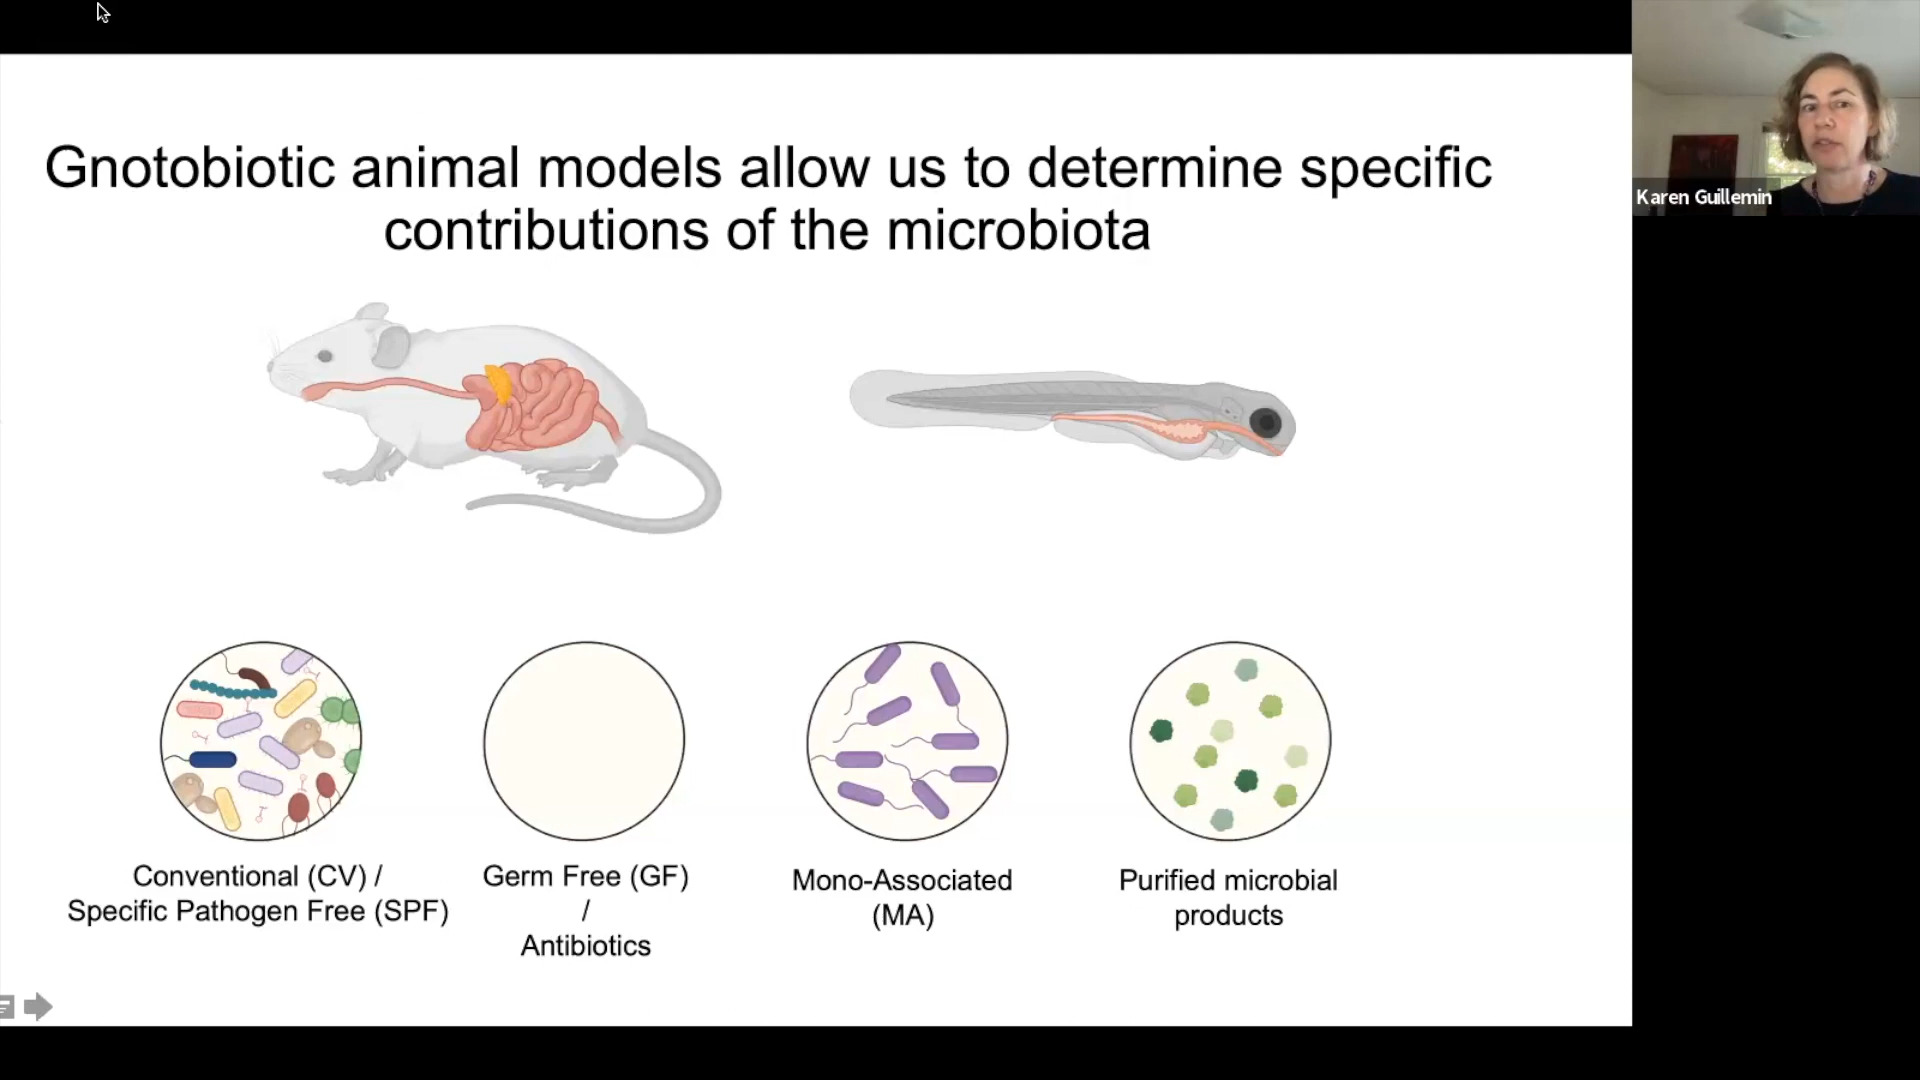 Gnotobiotic animal models allow us to determine specific
contributions of the microbiota
Karen Guillemin
Conventional (CV) /
Specific Pathogen Free (SPF)
Germ Free (GF)
/
Antibiotics
Mono-Associated
(MA)
Purified microbial
products